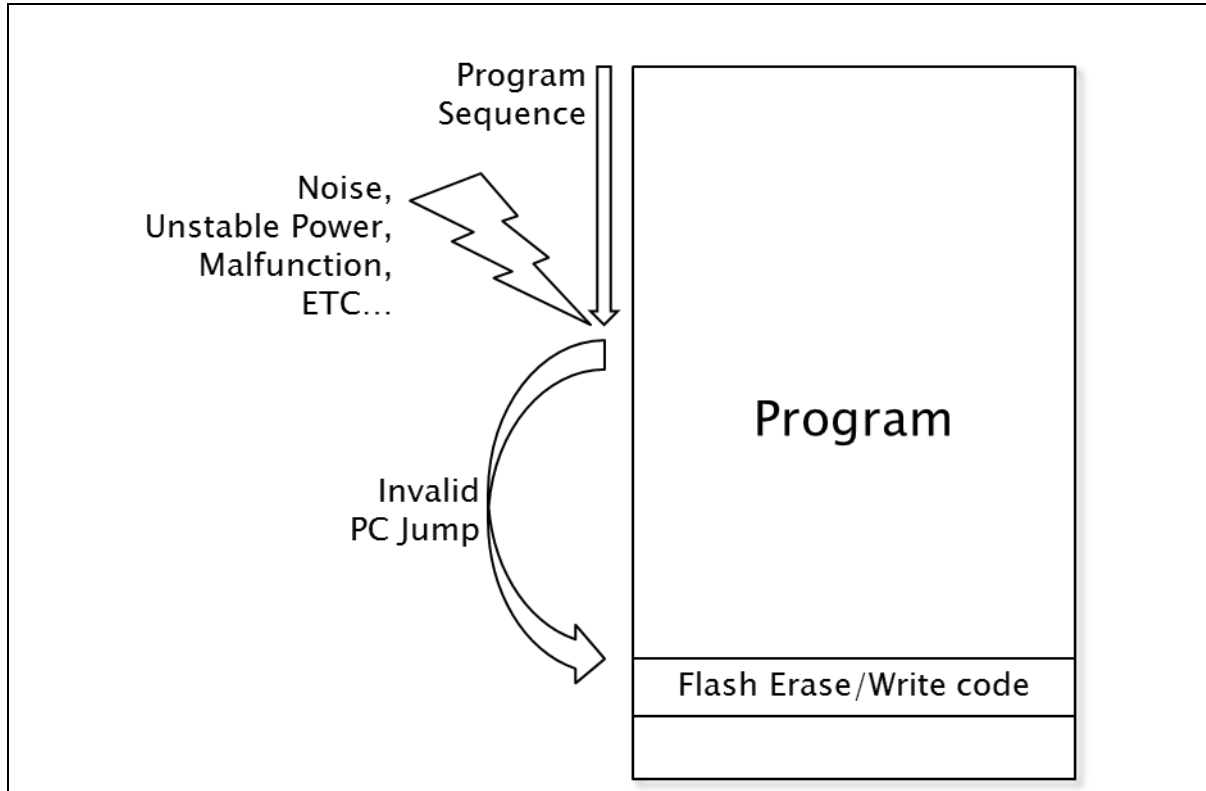 Program
Sequence
Noise,
Unstable Power,
Malfunction,
ETC...
Program
Invalid
PC Jump
Flash Erase/Write code